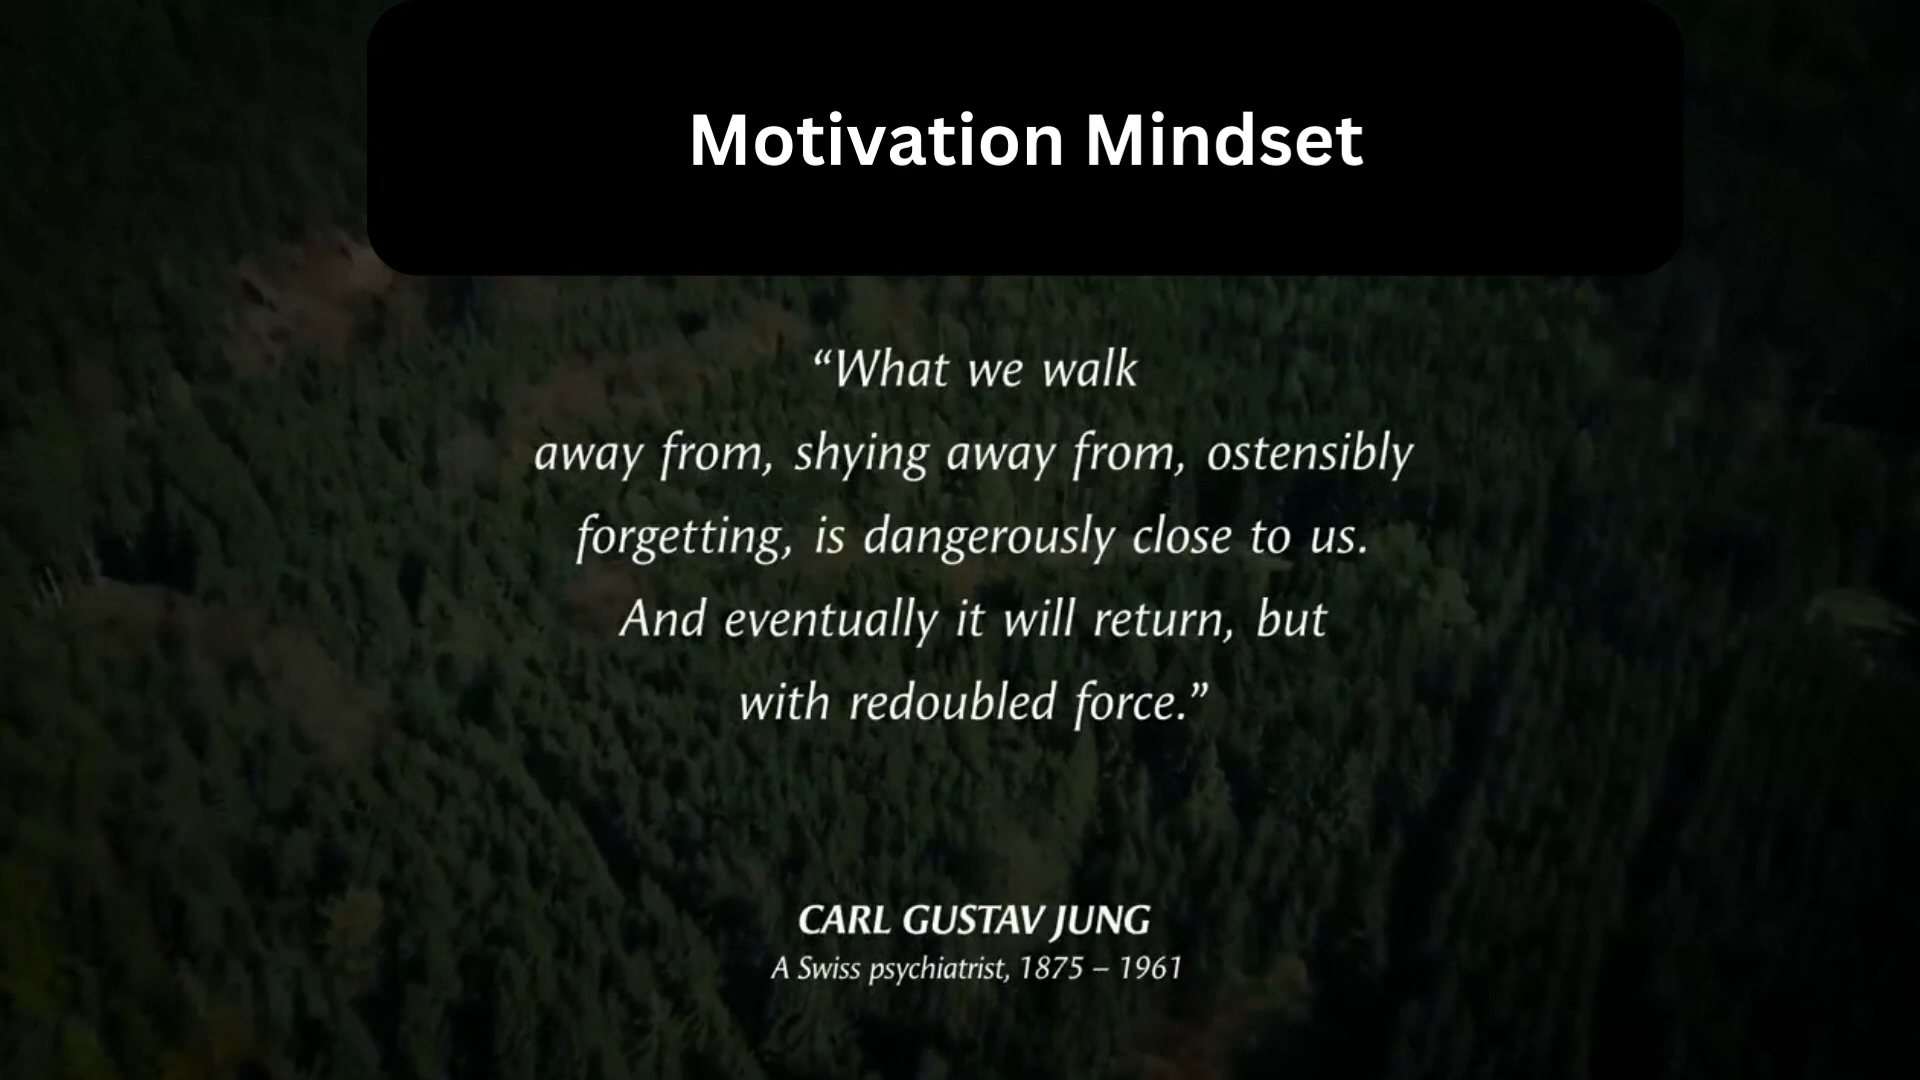 Motivation Mindset
“What we walk
away from, shying away from, ostensibly
forgetting, is dangerously close to us.
And eventually it will return, but
with redoubled force.”
CARL GUSTAV JUNG
A Swiss psychiatrist, 1875 – 1961